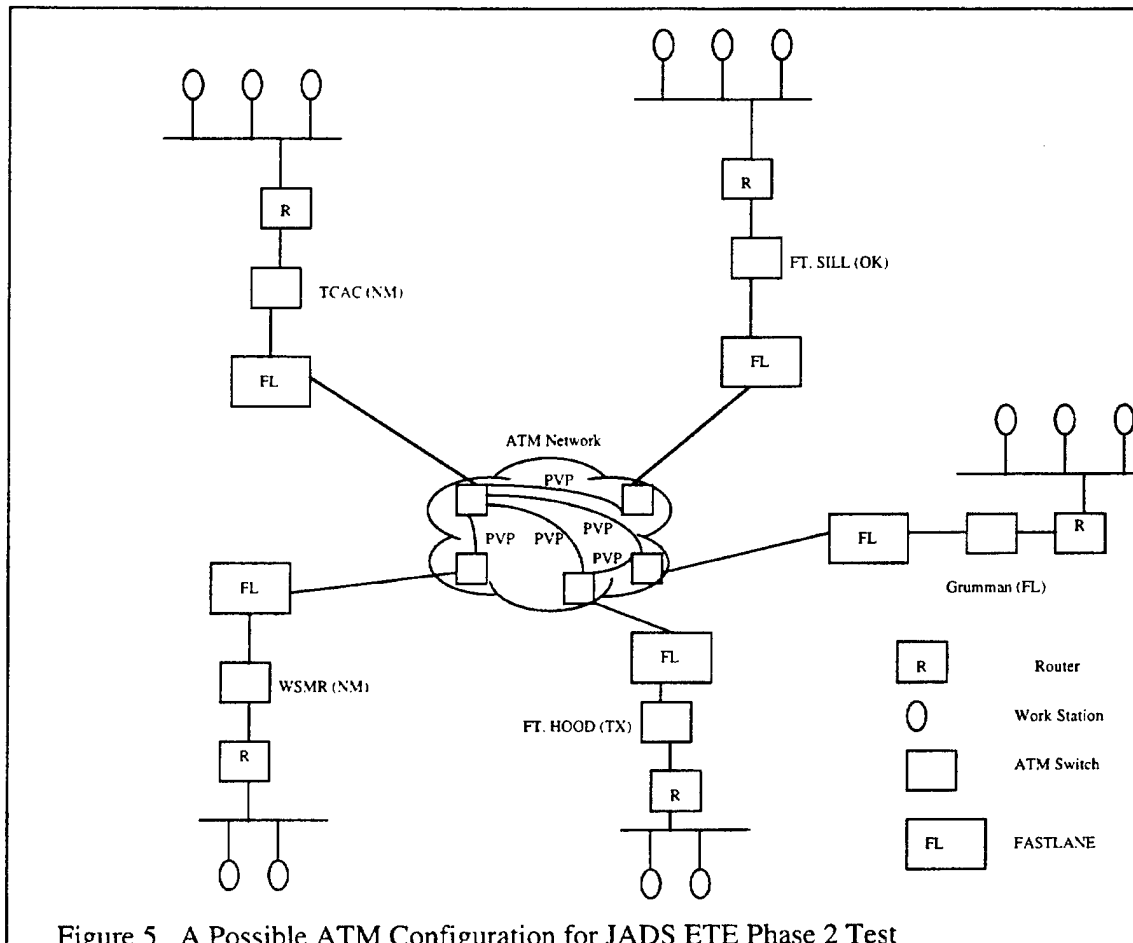 R
R
TCAC (NM)
FT. SILL (OK)
FL
FL
ATM Network
PVP
PVP
PVP
PVP
PVP
FL
R
Grumman (FL)
FL
WSMR (NM)
R
FL
FT. HOOD (TX)
R
R Router
Work Station
ATM Switch
FL FASTLANE
Figure 5. A Possible ATM Configuration for JADS ETE Phase 2 Test